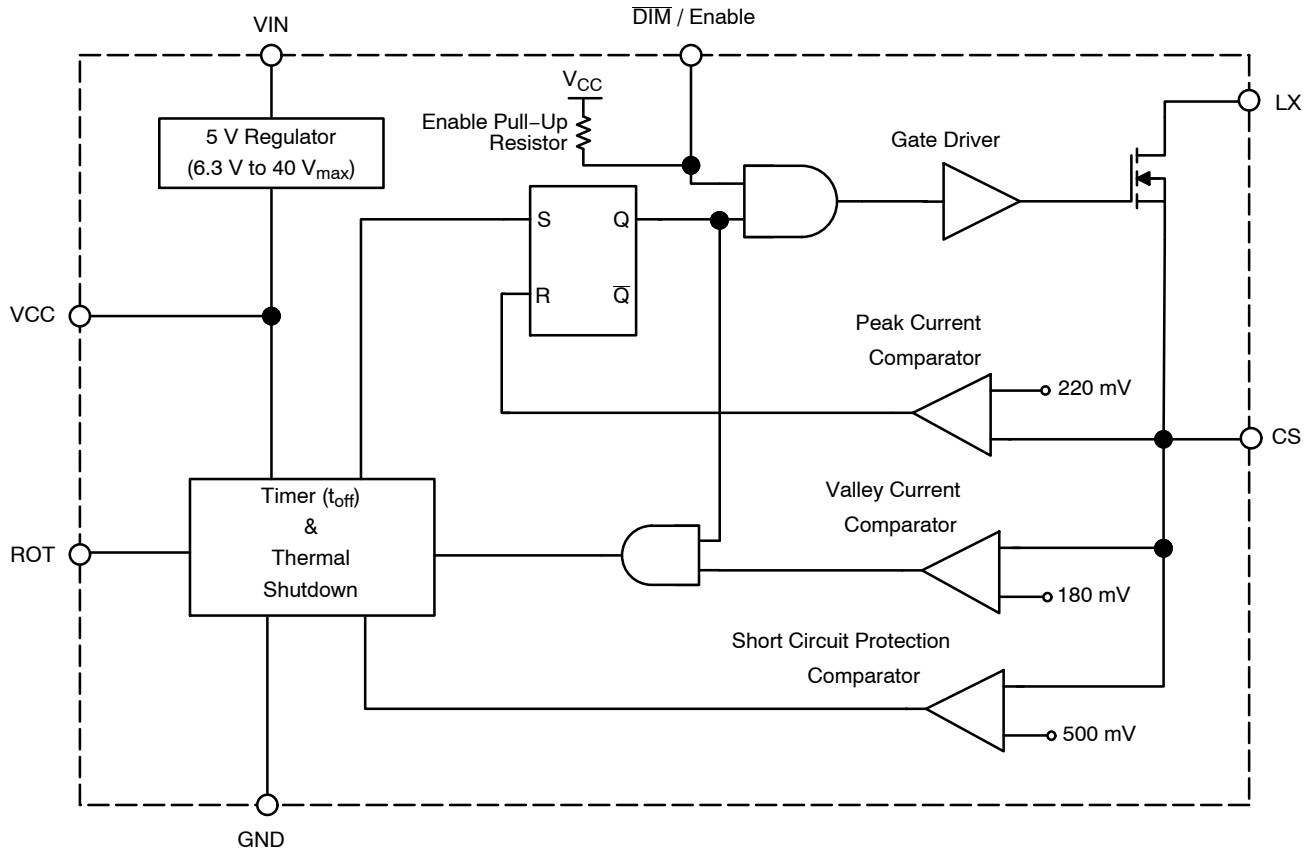 VIN
D̅I̅M̅ / Enable
VCC
Enable Pull−Up
Resistor
5 V Regulator
(6.3 V to 40 Vmax)
Gate Driver
LX
S
Q
R
Q̅
VCC
Peak Current
Comparator
220 mV
CS
Valley Current
Comparator
180 mV
Timer (toff)
&
Thermal
Shutdown
ROT
Short Circuit Protection
Comparator
500 mV
GND